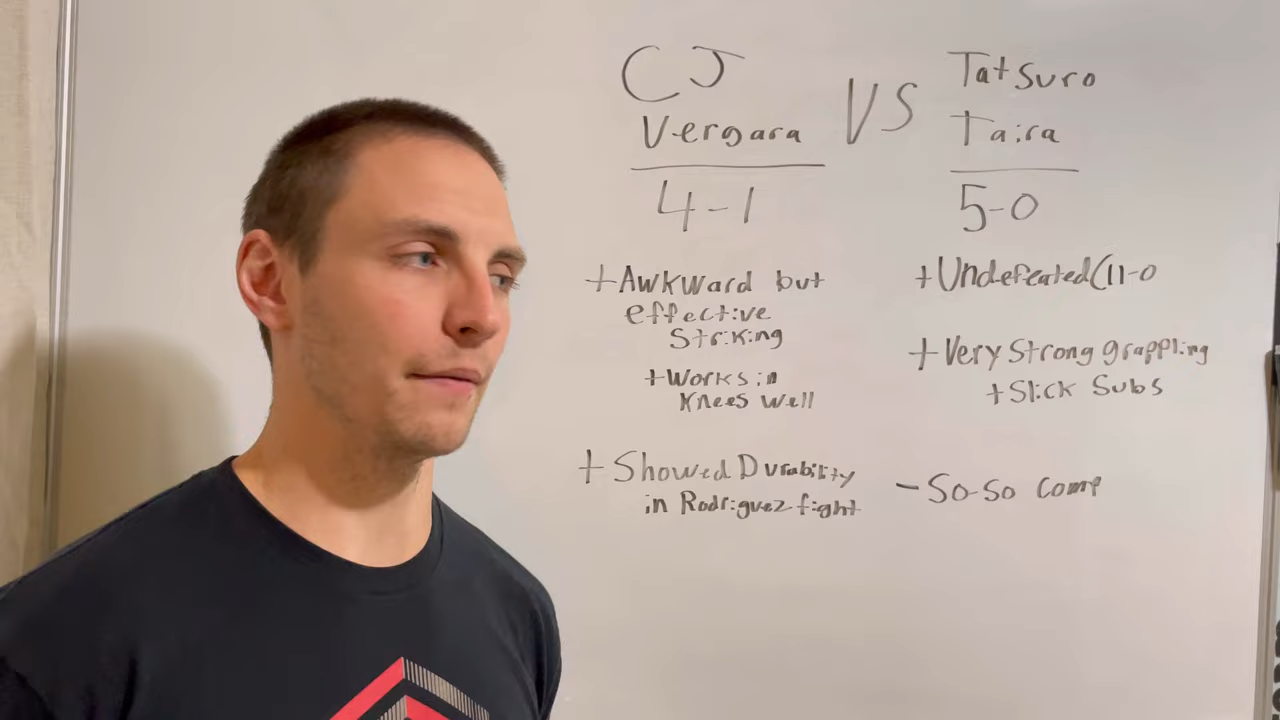 CJ
Vergara
4-1
+Awkward but
effective
Striking
+Works in
Knees well
+Showed Durability
in Rodriguez fight
VS
Tatsuro
Taira
5-0
+Undefeated(11-0
+Very Strong grappling
+Slick Subs
-So-So comp